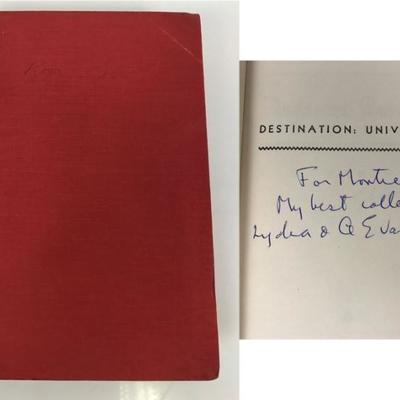 DESTINATION: UNIV
For Montie
My best colle
Lydia & A E Va